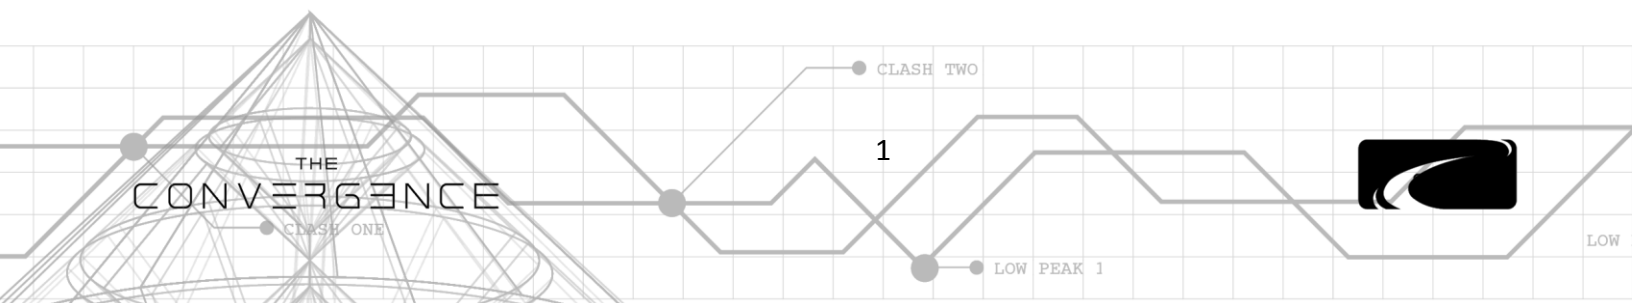 CLASH TWO
1
THE
CONVERGENCE
CLASH ONE
LOW PEAK 1
LOW